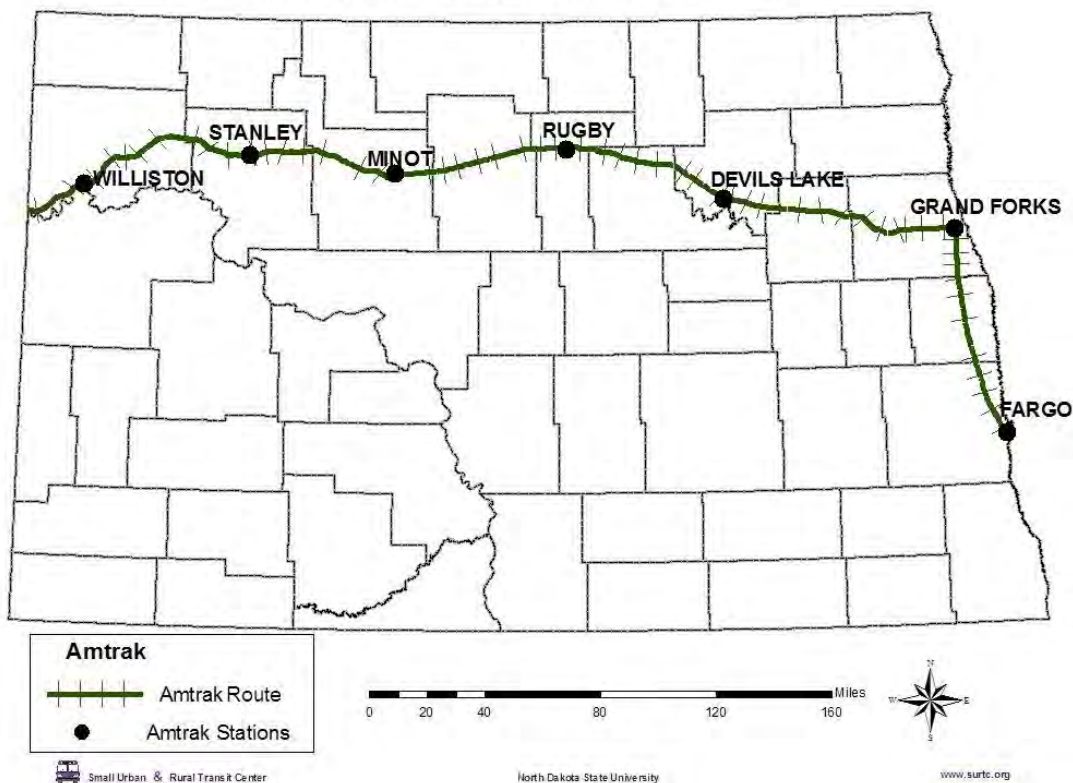 STANLEY
WILLISTON
MINOT
RUGBY
DEVILS LAKE
GRAND FORKS
FARGO
Amtrak
Amtrak Route
Amtrak Stations
Miles
0 20 40 80 120 160
N
W E
S
Small Urban & Rural Transit Center
North Dakota State University
www.surtc.org